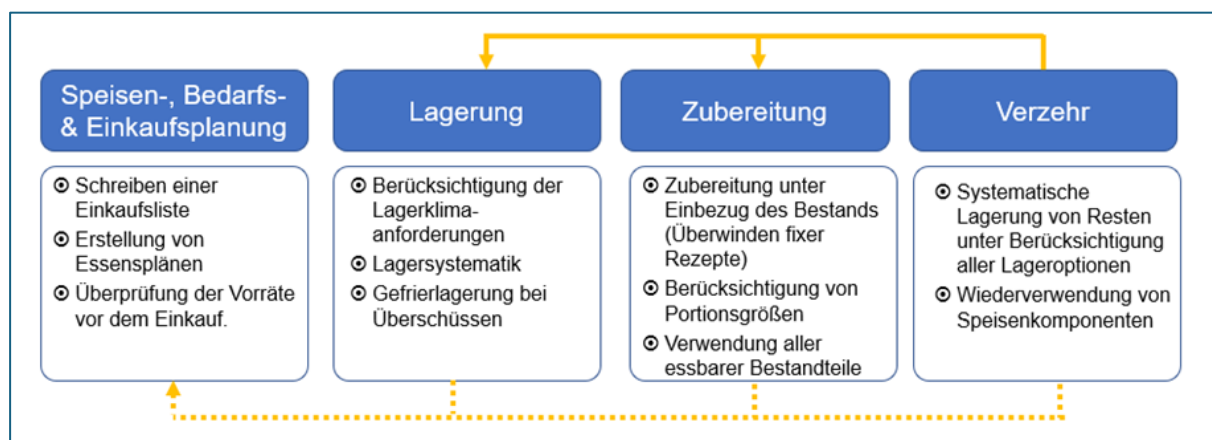 Speisen-, Bedarfs-
& Einkaufsplanung
Schreiben einer
Einkaufsliste
Erstellung von
Essensplänen
Überprüfung der Vorräte
vor dem Einkauf.
Lagerung
Berücksichtigung der
Lagerklima-
anforderungen
Lagersystematik
Gefrierlagerung bei
Überschüssen
Zubereitung
Zubereitung unter
Einbezug des Bestands
(Überwinden fixer
Rezepte)
Berücksichtigung von
Portionsgrößen
Verwendung aller
essbarer Bestandteile
Verzehr
Systematische
Lagerung von Resten
unter Berücksichtigung
aller Lageroptionen
Wiederverwendung von
Speisenkomponenten